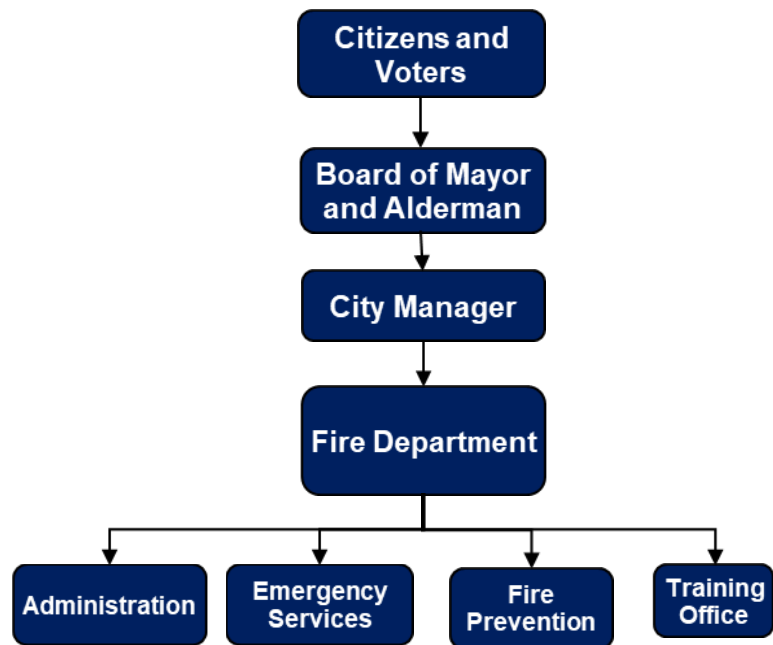 Citizens and
Voters
Board of Mayor
and Alderman
City Manager
Fire Department
Administration
Emergency
Services
Fire
Prevention
Training
Office